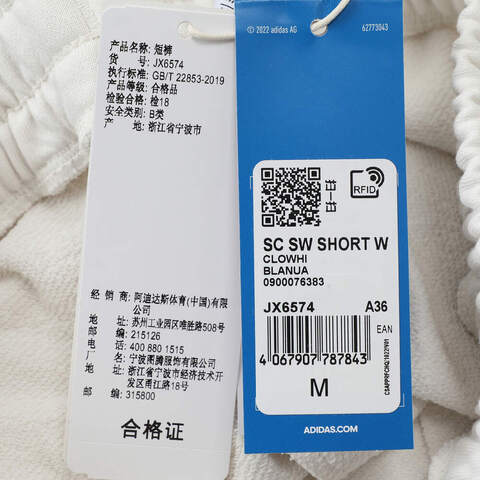 产品名称: 短裤
货 号: JX6574
执行标准: GB/T 22853-2019
产品等级: 合格品
检验合格: 检18
安全类别: B类
产 地: 浙江省宁波市
经 销 商: 阿迪达斯体育(中国)有限
公司
地 址: 苏州工业园区唯胜路508号
邮 编: 215126
电 话: 400 880 1515
厂 名: 宁波图腾服饰有限公司
地 址: 浙江省宁波市经济技术开
发区甬江路18号
邮 编: 315800
合格证
©2022 adidas AG
62773043
RFID
SC SW SHORT W
CLOWHI
BLANUA
0900076383
JX6574 A36
EAN
4 067907 787843
M
ADIDAS.COM